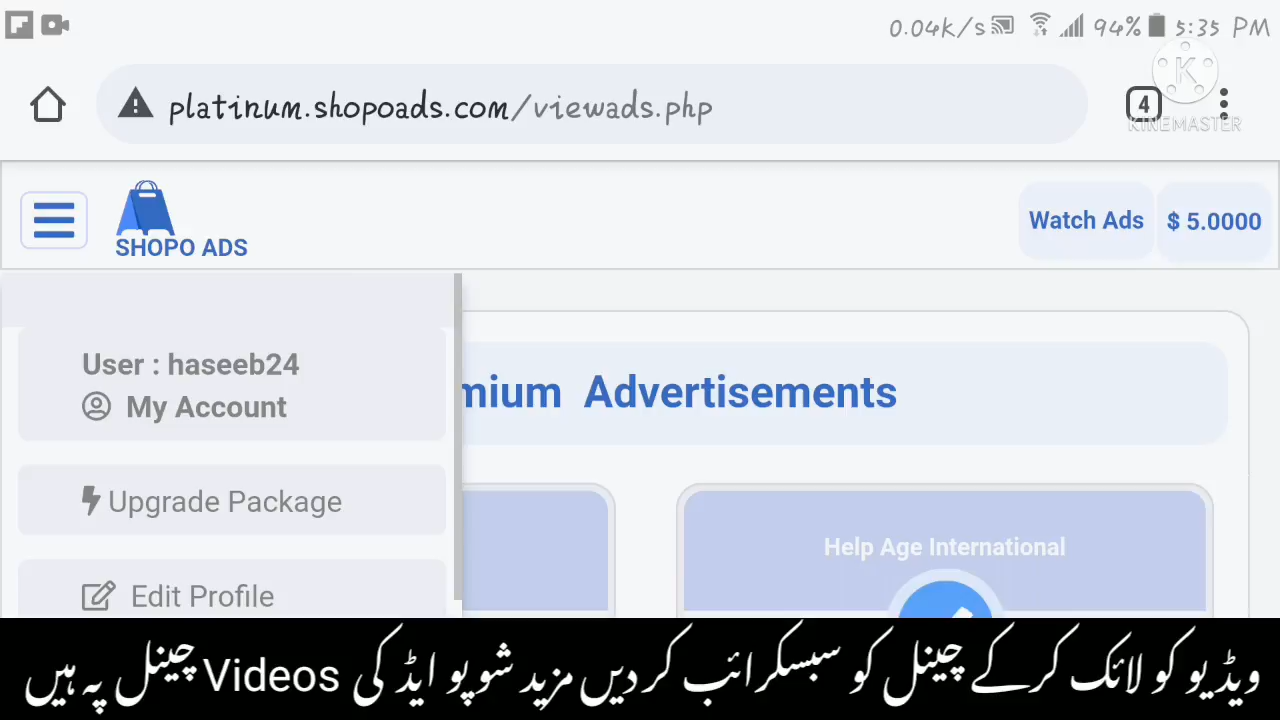 0.04K/s 94% 5:35 PM
platinum.shopoads.com/viewads.php
4
K
KINEMASTER
SHOPO ADS
Watch Ads
$ 5.0000
User : haseeb24
My Account
mium Advertisements
Upgrade Package
Help Age International
Edit Profile
ویڈیو کو لائک کر کے چینل کو سبسکرائب کر دیں مزید شوپو ایڈ کی Videos چینل پہ ہیں